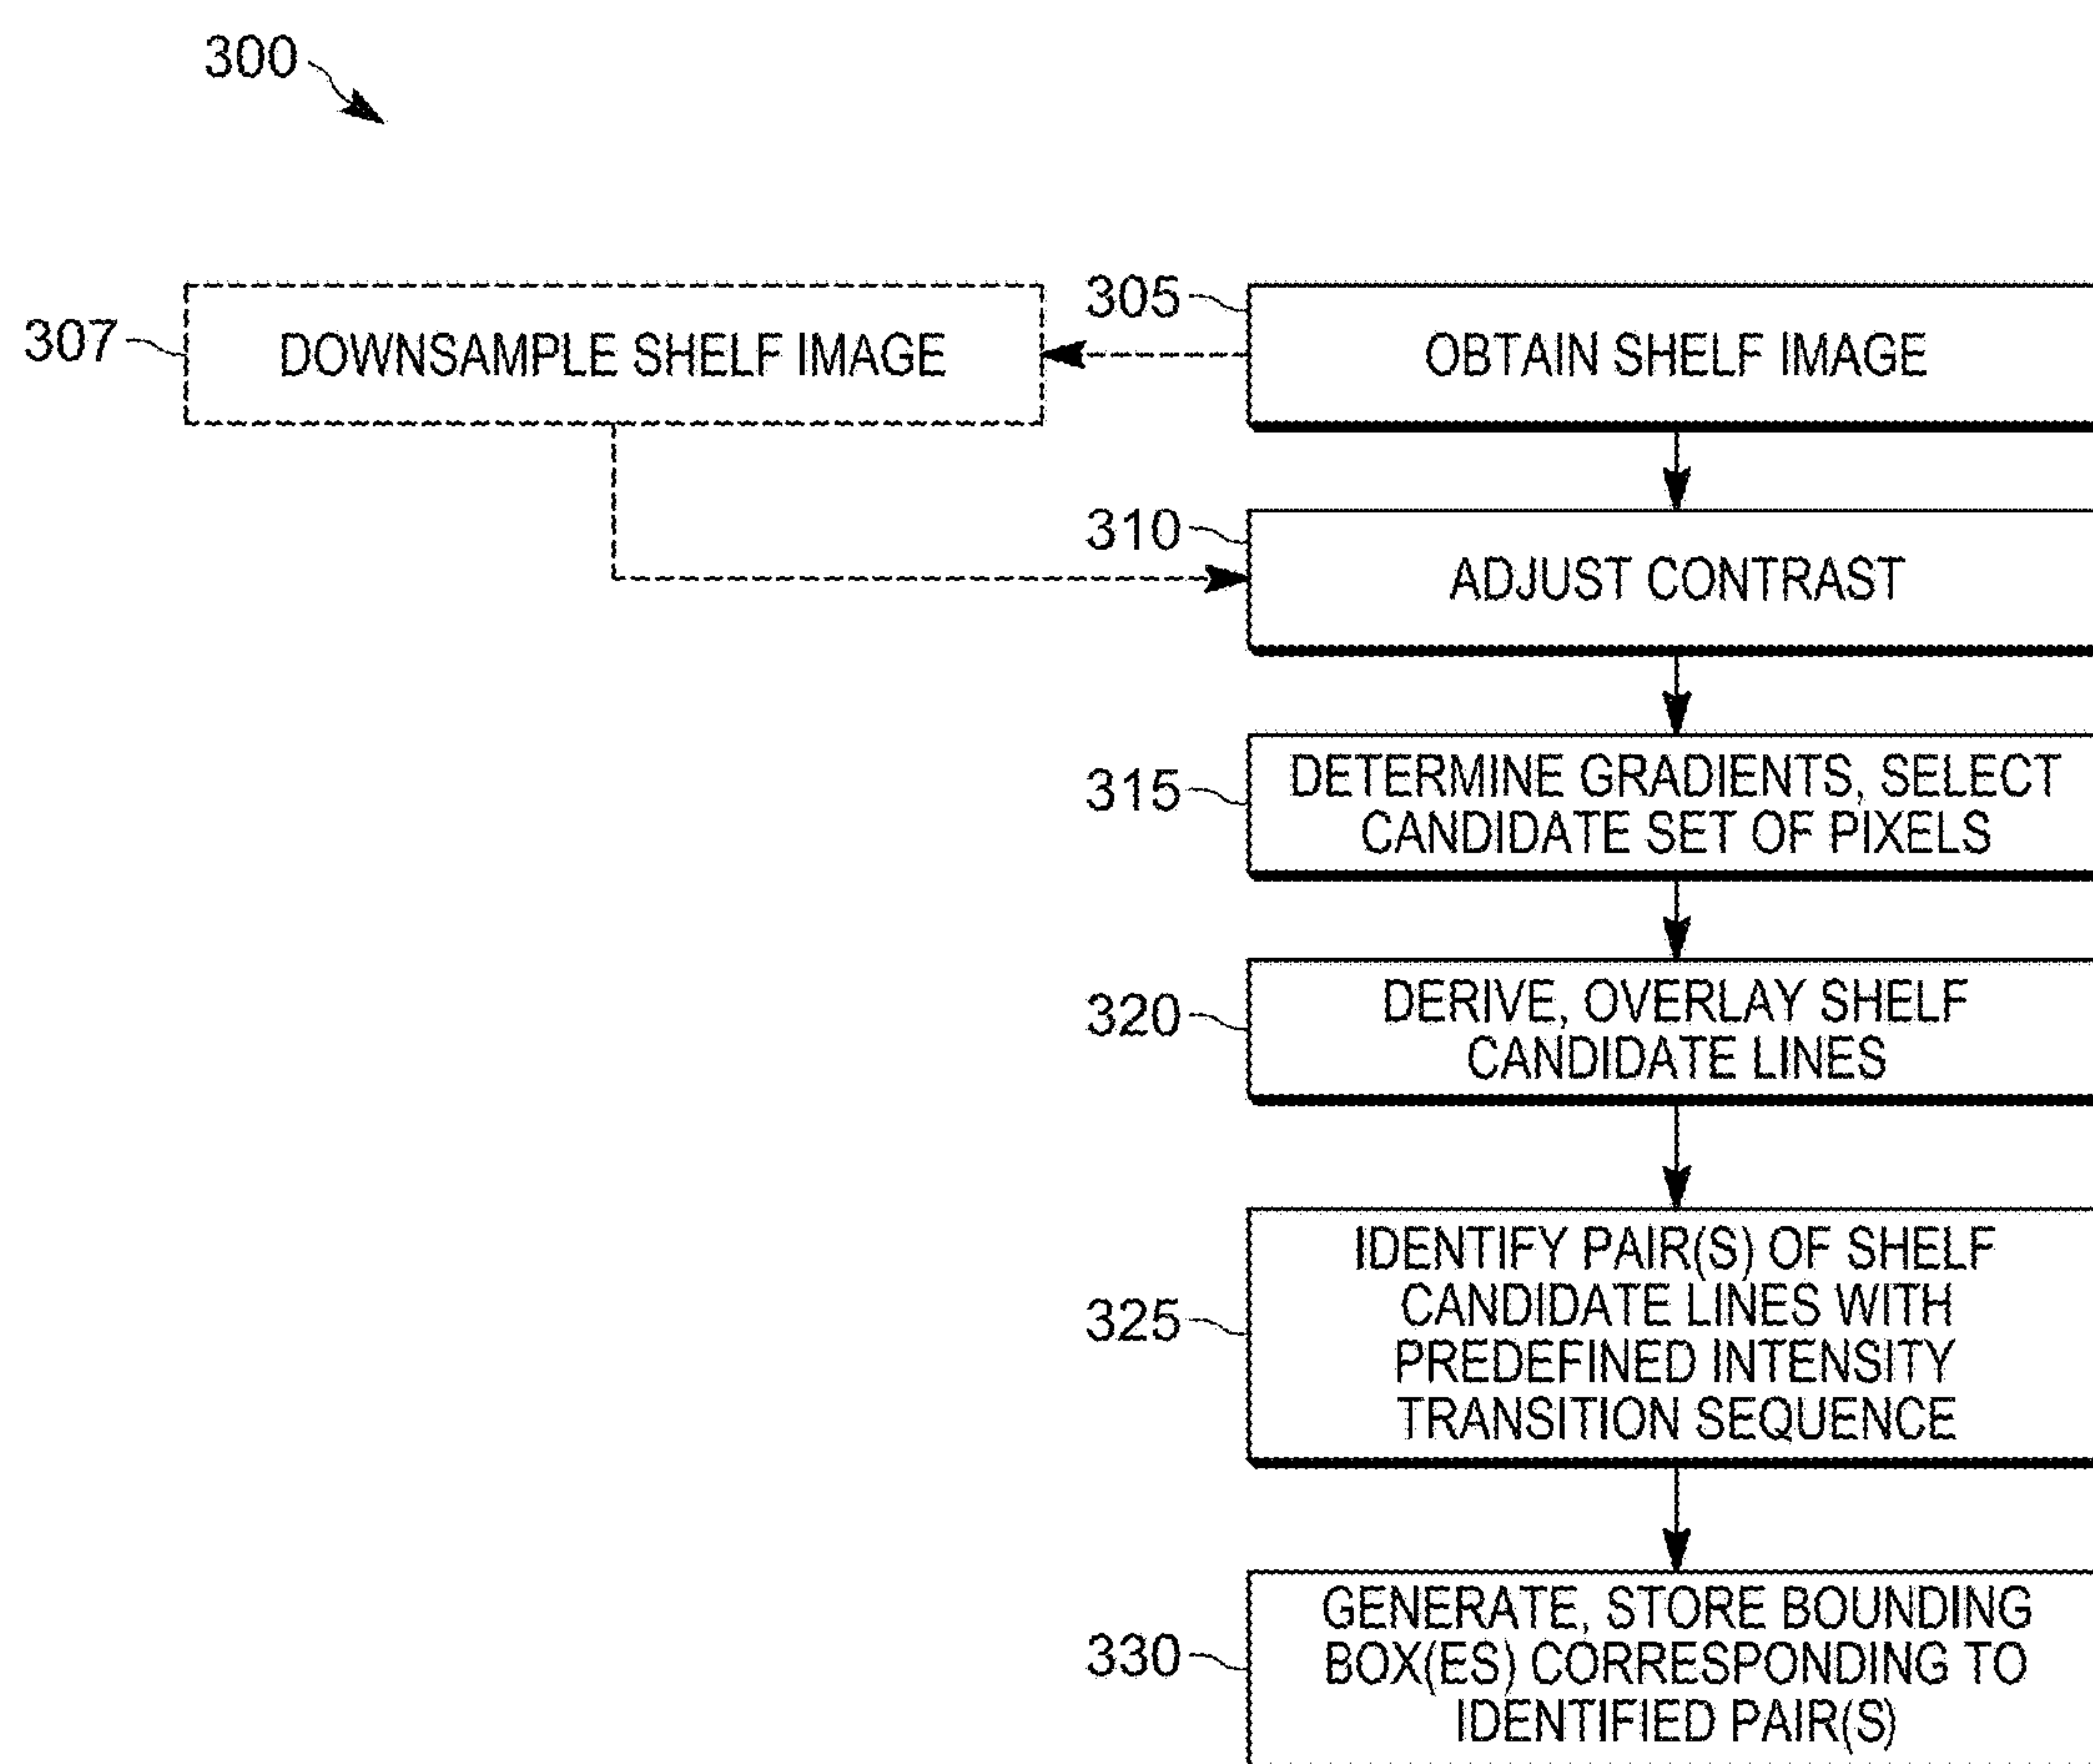 300
305
OBTAIN SHELF IMAGE
307
DOWNSAMPLE SHELF IMAGE
310
ADJUST CONTRAST
315
DETERMINE GRADIENTS, SELECT
CANDIDATE SET OF PIXELS
320
DERIVE, OVERLAY SHELF
CANDIDATE LINES
325
IDENTIFY PAIR(S) OF SHELF
CANDIDATE LINES WITH
PREDEFINED INTENSITY
TRANSITION SEQUENCE
330
GENERATE, STORE BOUNDING
BOX(ES) CORRESPONDING TO
IDENTIFIED PAIR(S)